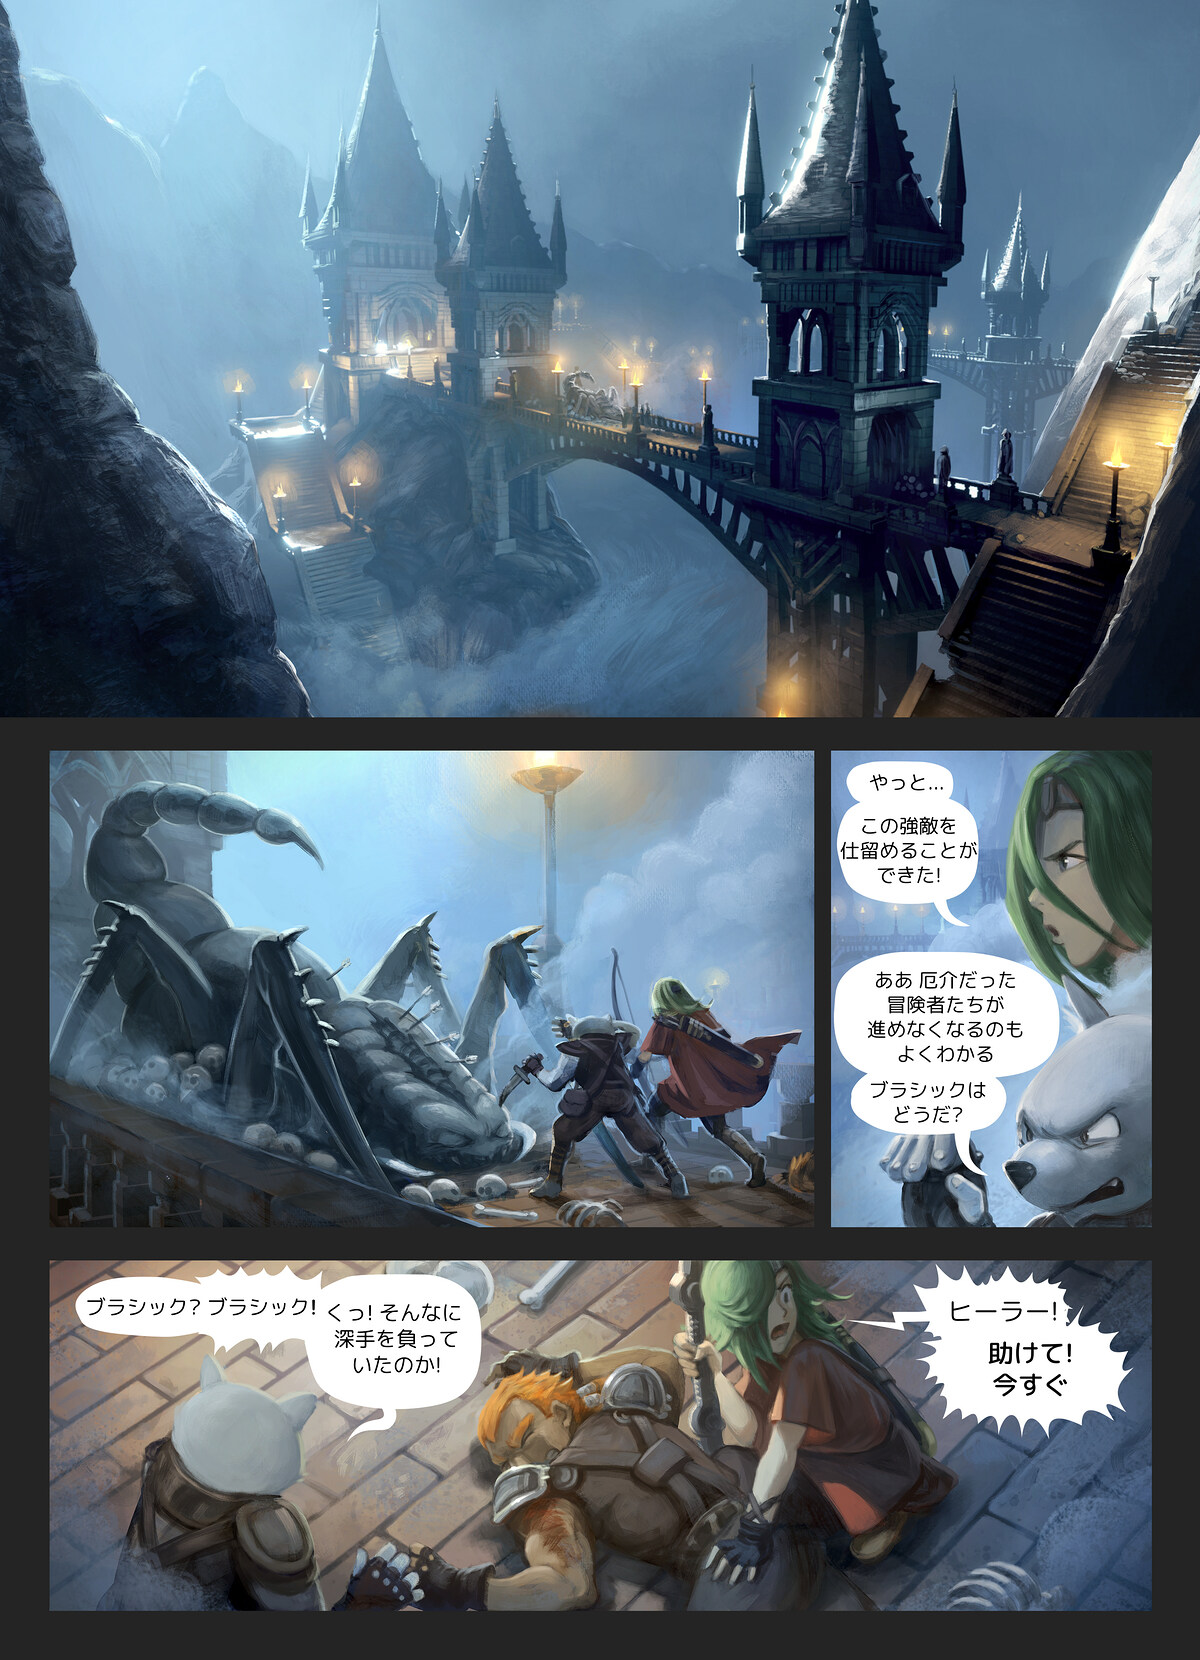 やっと…
この強敵を
仕留めることが
できた!
ああ 厄介だった
冒険者たちが
進めなくなるのも
よくわかる
ブラシックは
どうだ?
ブラシック? ブラシック!
くっ! そんなに
深手を負って
いたのか!
ヒーラー!
助けて!
今すぐ